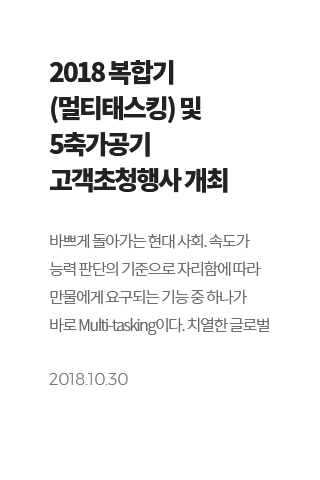 2018 복합기
(멀티태스킹) 및
5축가공기
고객초청행사 개최
바쁘게 돌아가는 현대 사회. 속도가
능력 판단의 기준으로 자리함에 따라
만물에게 요구되는 기능 중 하나가
바로 Multi-tasking이다. 치열한 글로벌
2018.10.30